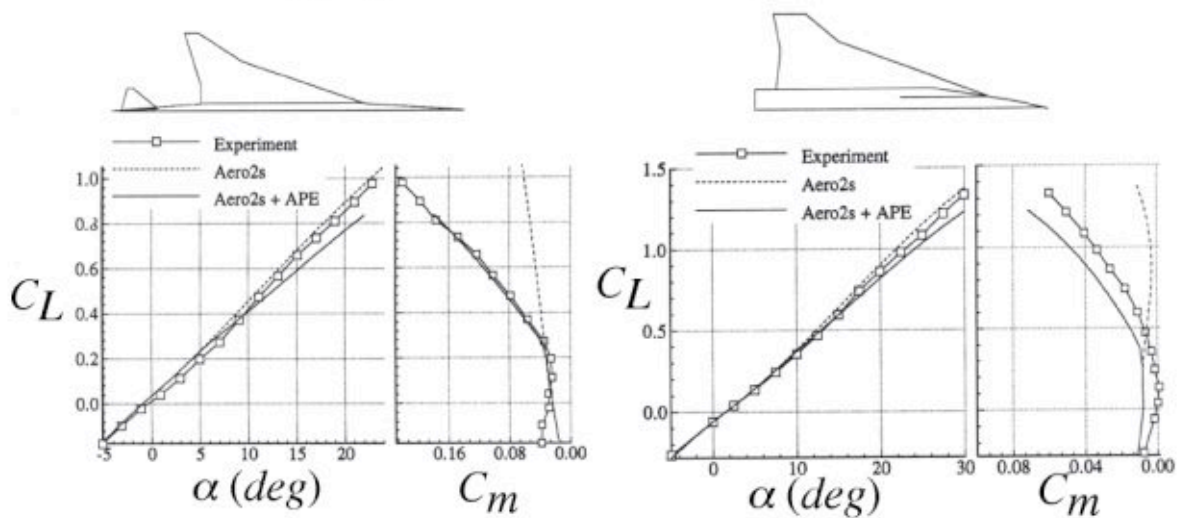 Experiment
Aero2s
Aero2s + APE
1.0
0.8
0.6
0.4
0.2
0.0
C_L
0
5
10
15
20
α (deg)
0.16
0.08
0.00
C_m
Experiment
Aero2s
Aero2s + APE
1.5
1.0
0.5
0.0
C_L
0
10
20
30
α (deg)
0.08
0.04
0.00
C_m